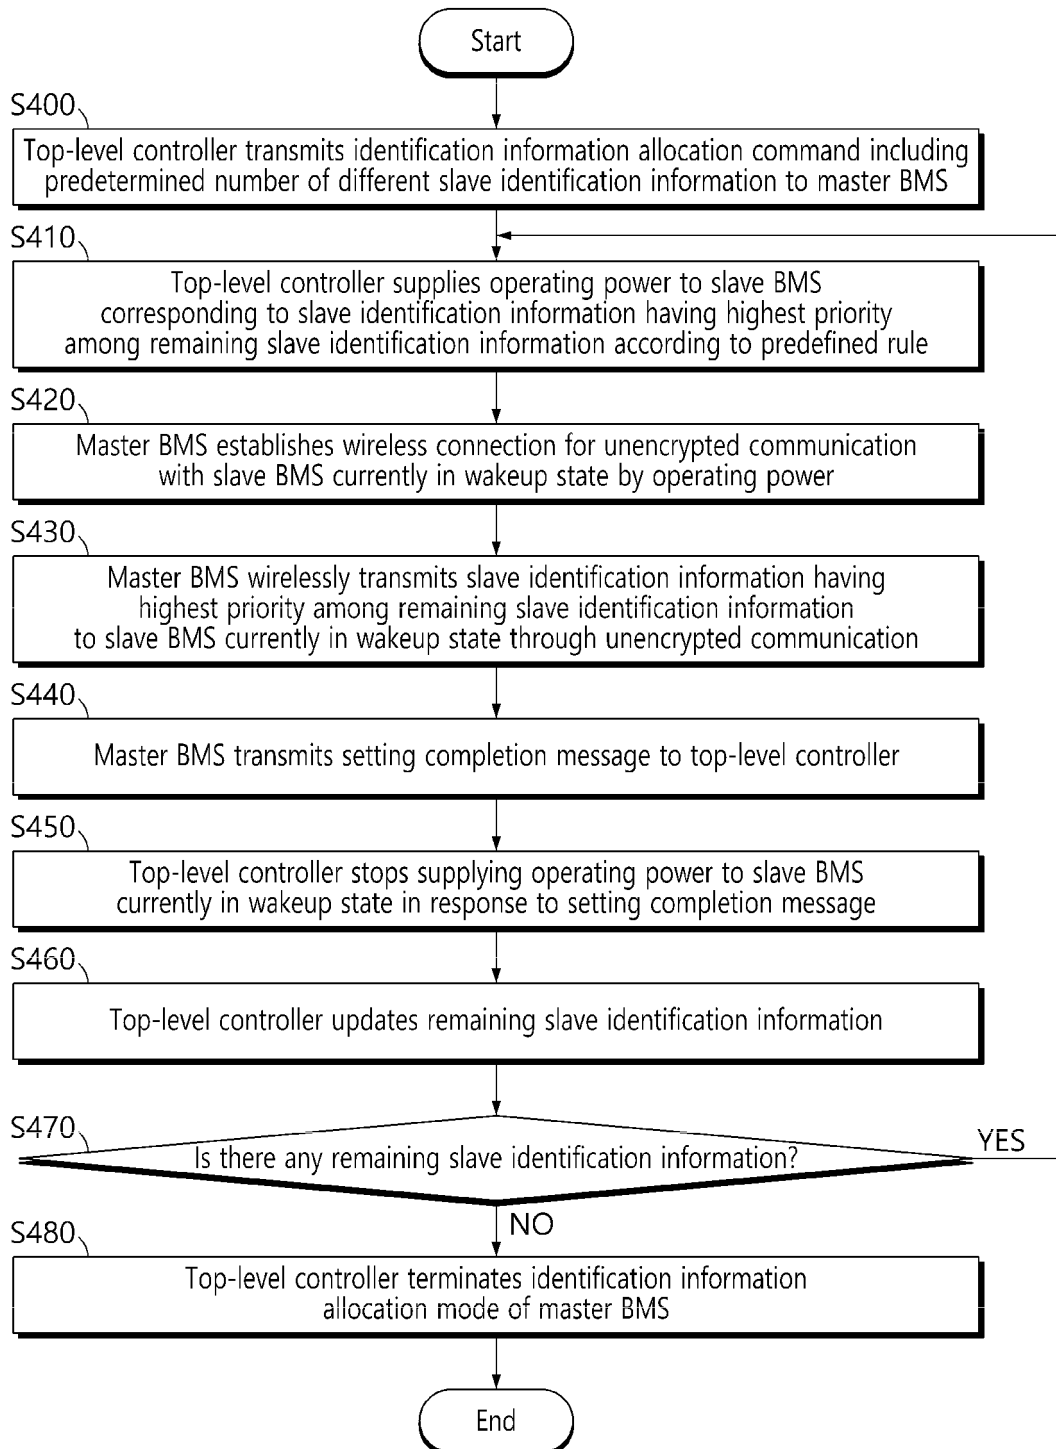 Start
S400
Top-level controller transmits identification information allocation command including
predetermined number of different slave identification information to master BMS
S410
Top-level controller supplies operating power to slave BMS
corresponding to slave identification information having highest priority
among remaining slave identification information according to predefined rule
S420
Master BMS establishes wireless connection for unencrypted communication
with slave BMS currently in wakeup state by operating power
S430
Master BMS wirelessly transmits slave identification information having
highest priority among remaining slave identification information
to slave BMS currently in wakeup state through unencrypted communication
S440
Master BMS transmits setting completion message to top-level controller
S450
Top-level controller stops supplying operating power to slave BMS
currently in wakeup state in response to setting completion message
S460
Top-level controller updates remaining slave identification information
S470
Is there any remaining slave identification information?
YES
NO
S480
Top-level controller terminates identification information
allocation mode of master BMS
End